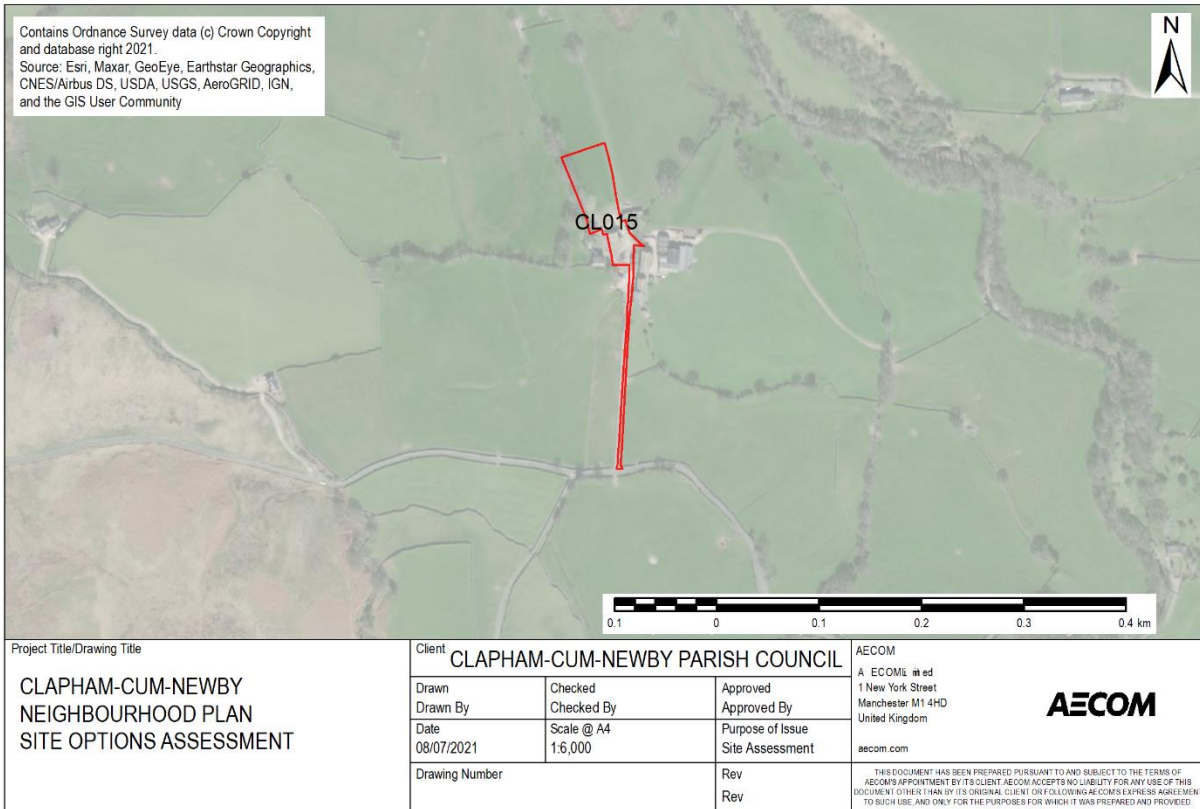 Contains Ordnance Survey data (c) Crown Copyright
and database right 2021.
Source: Esri, Maxar, GeoEye, Earthstar Geographics,
CNES/Airbus DS, USDA, USGS, AeroGRID, IGN,
and the GIS User Community
N
CL015
0.1 0 0.1 0.2 0.3 0.4 km
Project Title/Drawing Title
CLAPHAM-CUM-NEWBY
NEIGHBOURHOOD PLAN
SITE OPTIONS ASSESSMENT
Client CLAPHAM-CUM-NEWBY PARISH COUNCIL
Drawn Checked Approved
Drawn By Checked By Approved By
Date Scale @ A4 Purpose of Issue
08/07/2021 1:6,000 Site Assessment
Drawing Number Rev
Rev
AECOM
1 New York Street
Manchester M1 4HD
United Kingdom
aecom.com
AECOM
THIS DOCUMENT HAS BEEN PREPARED PURSUANT TO AND SUBJECT TO THE TERMS OF
AECOM'S APPOINTMENT BY ITS CLIENT. AECOM ACCEPTS NO LIABILITY FOR ANY USE OF THIS
DOCUMENT OTHER THAN BY ITS ORIGINAL CLIENT OR FOLLOWING AECOM'S EXPRESS AGREEMENT
TO SUCH USE, AND ONLY FOR THE PURPOSES FOR WHICH IT WAS PREPARED AND PROVIDED.